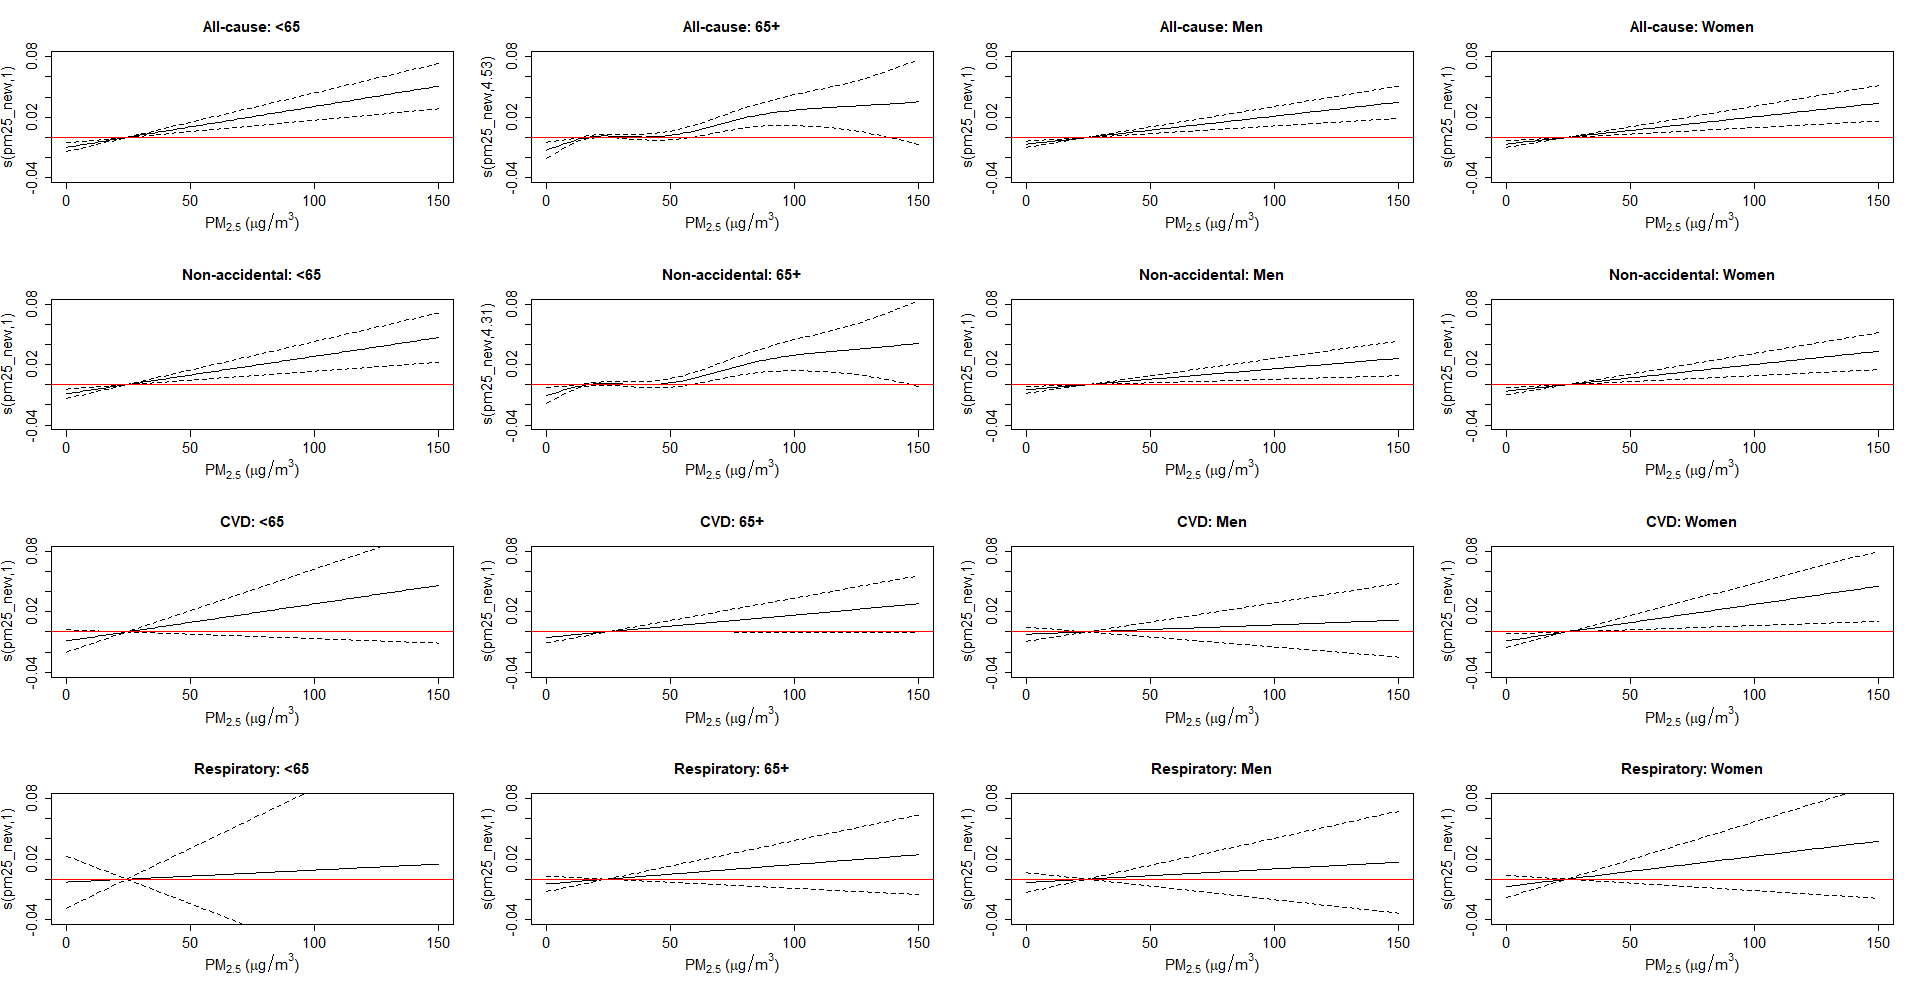 All-cause: <65
All-cause: 65+
All-cause: Men
All-cause: Women
s(pm25_new,1)
-0.04 0.02 0.08
0 50 100 150
PM2.5 (μg/m3)
s(pm25_new,4.53)
-0.04 0.02 0.08
0 50 100 150
PM2.5 (μg/m3)
s(pm25_new,1)
-0.04 0.02 0.08
0 50 100 150
PM2.5 (μg/m3)
s(pm25_new,1)
-0.04 0.02 0.08
0 50 100 150
PM2.5 (μg/m3)
Non-accidental: <65
Non-accidental: 65+
Non-accidental: Men
Non-accidental: Women
s(pm25_new,1)
-0.04 0.02 0.08
0 50 100 150
PM2.5 (μg/m3)
s(pm25_new,4.31)
-0.04 0.02 0.08
0 50 100 150
PM2.5 (μg/m3)
s(pm25_new,1)
-0.04 0.02 0.08
0 50 100 150
PM2.5 (μg/m3)
s(pm25_new,1)
-0.04 0.02 0.08
0 50 100 150
PM2.5 (μg/m3)
CVD: <65
CVD: 65+
CVD: Men
CVD: Women
s(pm25_new,1)
-0.04 0.02 0.08
0 50 100 150
PM2.5 (μg/m3)
s(pm25_new,1)
-0.04 0.02 0.08
0 50 100 150
PM2.5 (μg/m3)
s(pm25_new,1)
-0.04 0.02 0.08
0 50 100 150
PM2.5 (μg/m3)
s(pm25_new,1)
-0.04 0.02 0.08
0 50 100 150
PM2.5 (μg/m3)
Respiratory: <65
Respiratory: 65+
Respiratory: Men
Respiratory: Women
s(pm25_new,1)
-0.04 0.02 0.08
0 50 100 150
PM2.5 (μg/m3)
s(pm25_new,1)
-0.04 0.02 0.08
0 50 100 150
PM2.5 (μg/m3)
s(pm25_new,1)
-0.04 0.02 0.08
0 50 100 150
PM2.5 (μg/m3)
s(pm25_new,1)
-0.04 0.02 0.08
0 50 100 150
PM2.5 (μg/m3)